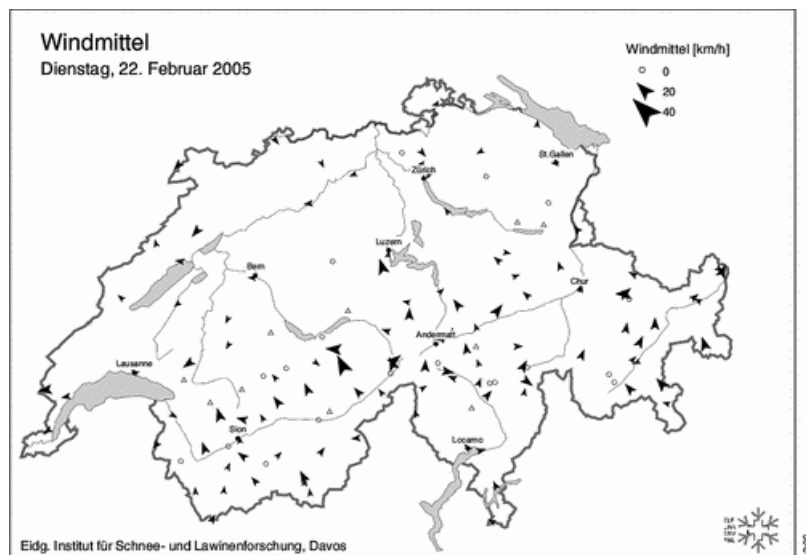 Windmittel
Dienstag, 22. Februar 2005
Windmittel [km/h]
0
20
40
St.Gallen
Zürich
Luzern
Bern
Chur
Andermatt
Lausanne
Sion
Locarno
Eidg. Institut für Schnee- und Lawinenforschung, Davos